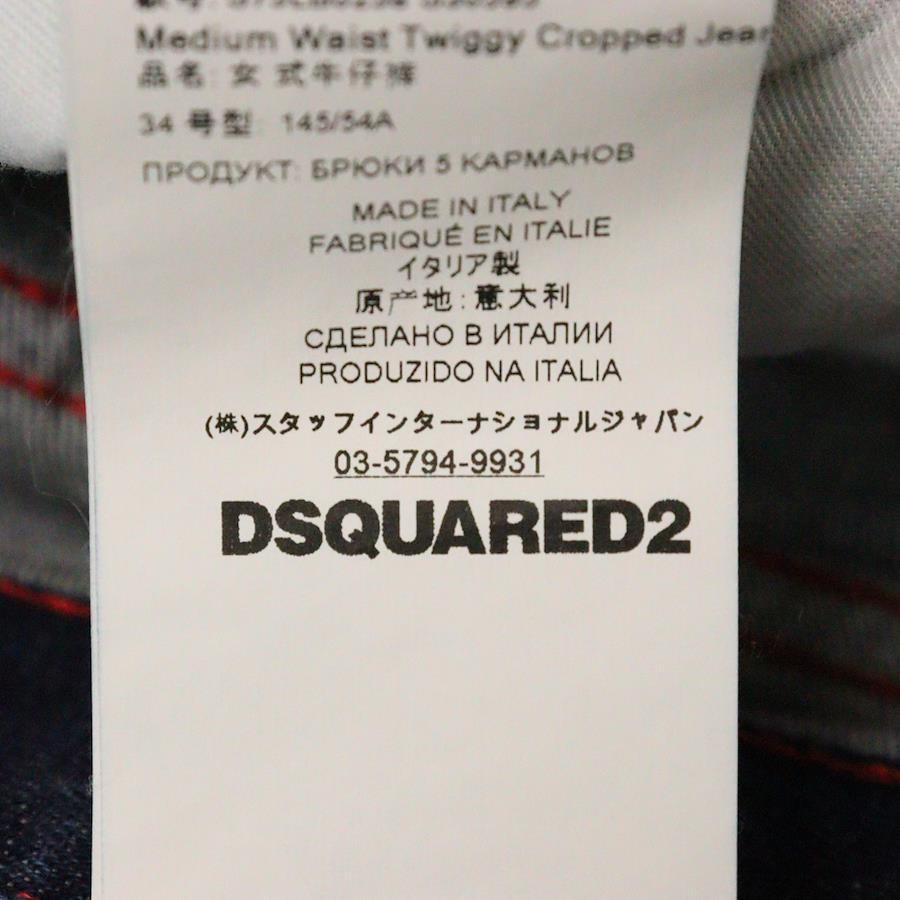 Medium Waist Twiggy Cropped Jean
品名: 女式牛仔裤
34 号型: 145/54A
ПРОДУКТ: БРЮКИ 5 КАРМАНОВ
MADE IN ITALY
FABRIQUÉ EN ITALIE
イタリア製
原产地: 意大利
СДЕЛАНО В ИТАЛИИ
PRODUZIDO NA ITALIA
(株)スタッフインターナショナルジャパン
03-5794-9931
DSQUARED2